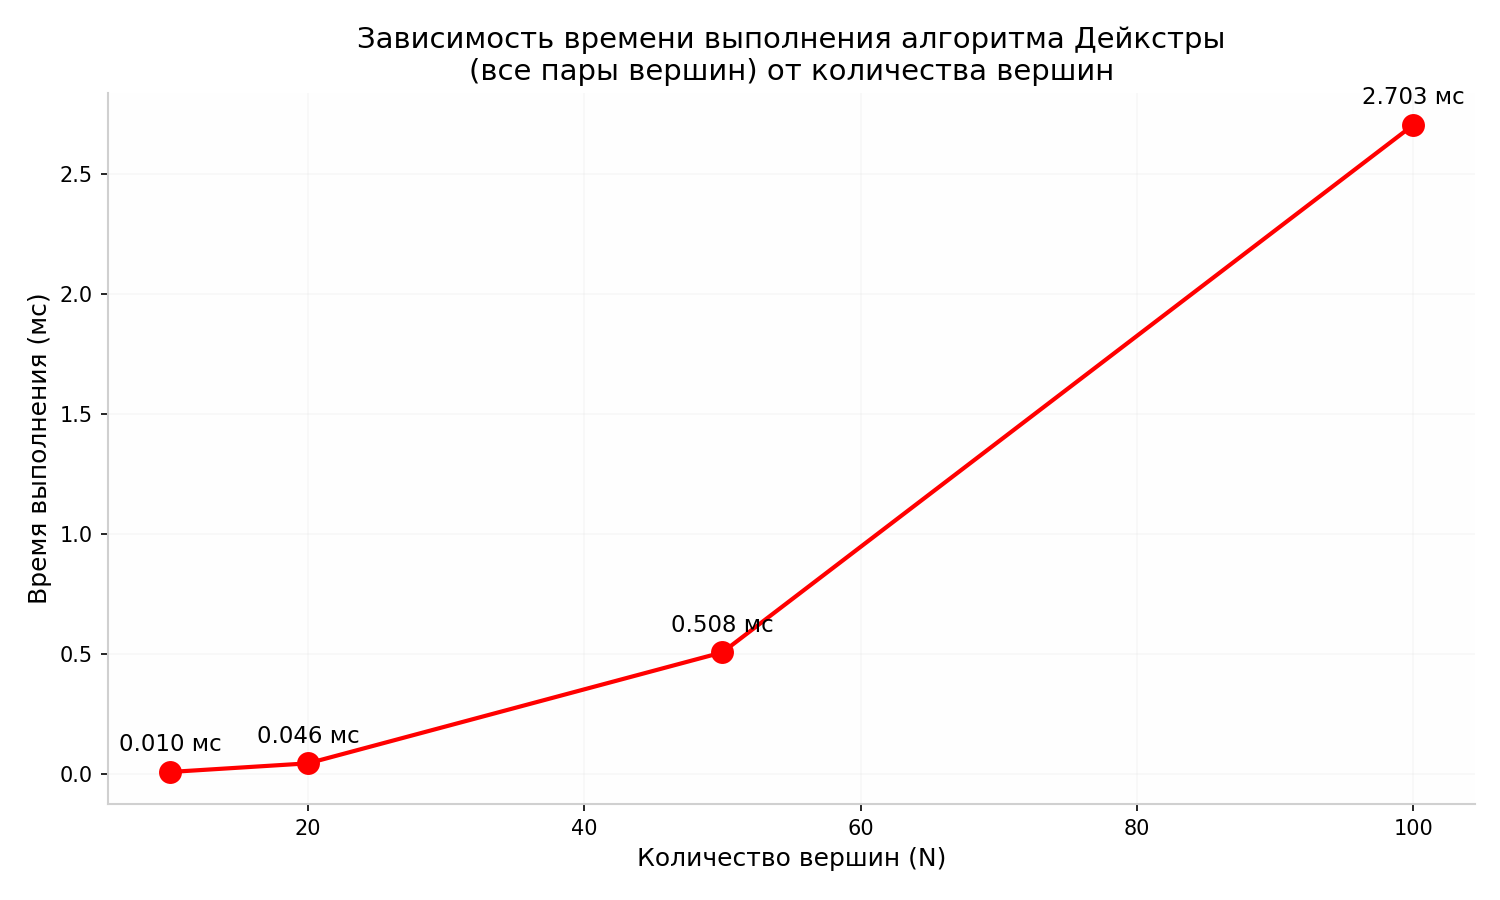 Зависимость времени выполнения алгоритма Дейкстры
(все пары вершин) от количества вершин
2.703 мс
2.5
2.0
1.5
1.0
0.508 мс
0.5
0.046 мс
0.010 мс
0.0
Время выполнения (мс)
20
40
60
80
100
Количество вершин (N)